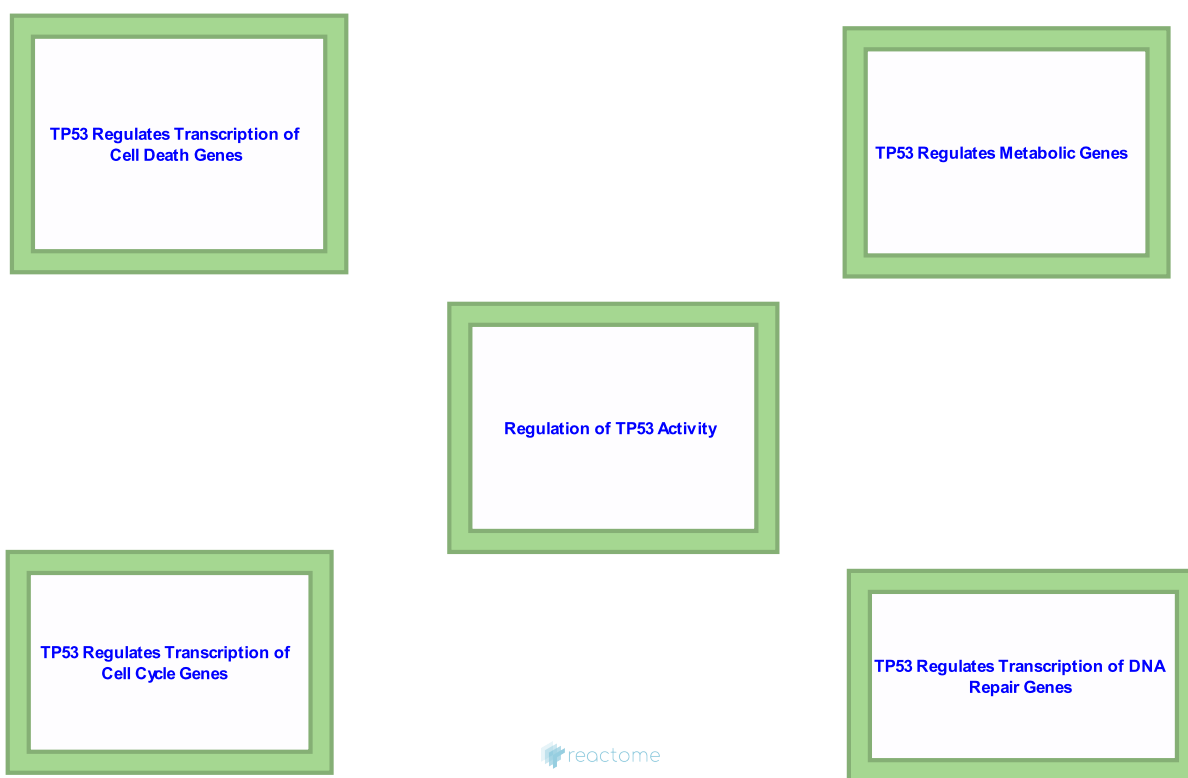 TP53 Regulates Transcription of
Cell Death Genes
TP53 Regulates Metabolic Genes
Regulation of TP53 Activity
TP53 Regulates Transcription of
Cell Cycle Genes
TP53 Regulates Transcription of DNA
Repair Genes
reactome